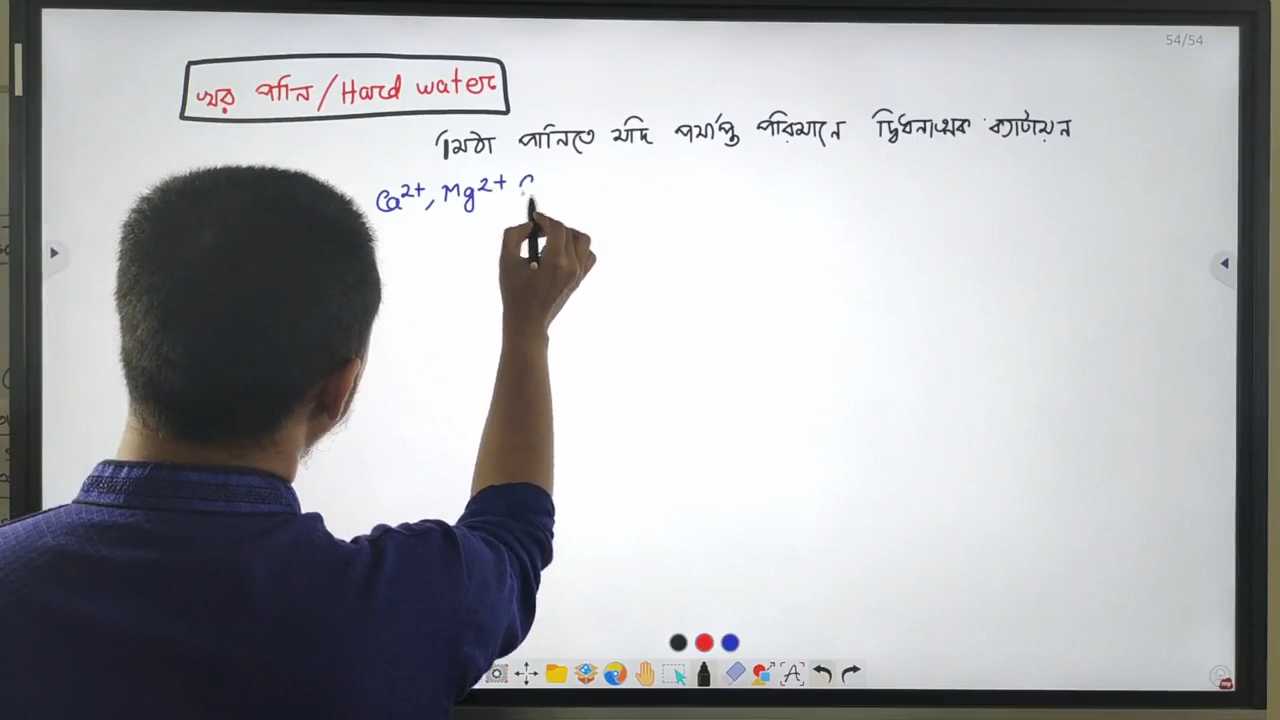 54/54
খর পানি/Hard water
মিঠা পানিতে যদি পর্যাপ্ত পরিমানে দ্বিধনাত্মক ক্যাটায়ন
Ca²⁺, Mg²⁺